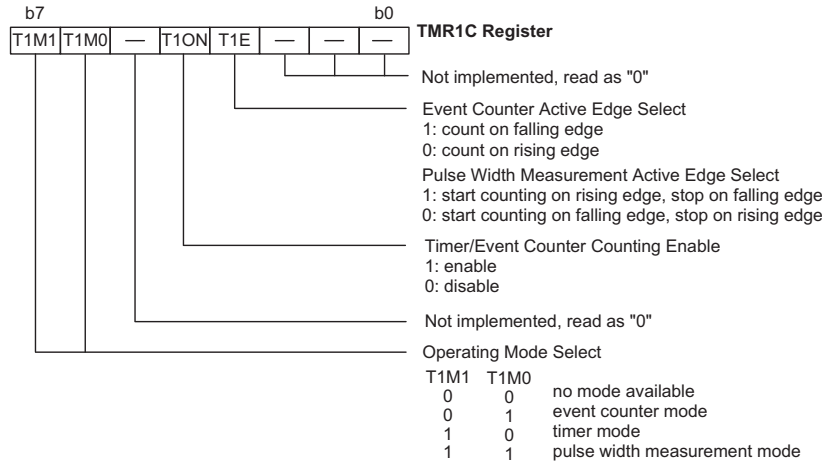 b7 b0
T1M1 T1M0 — T1ON T1E — — —
TMR1C Register
Not implemented, read as "0"
Event Counter Active Edge Select
1: count on falling edge
0: count on rising edge
Pulse Width Measurement Active Edge Select
1: start counting on rising edge, stop on falling edge
0: start counting on falling edge, stop on rising edge
Timer/Event Counter Counting Enable
1: enable
0: disable
Not implemented, read as "0"
Operating Mode Select
T1M1 T1M0
0 0 no mode available
0 1 event counter mode
1 0 timer mode
1 1 pulse width measurement mode